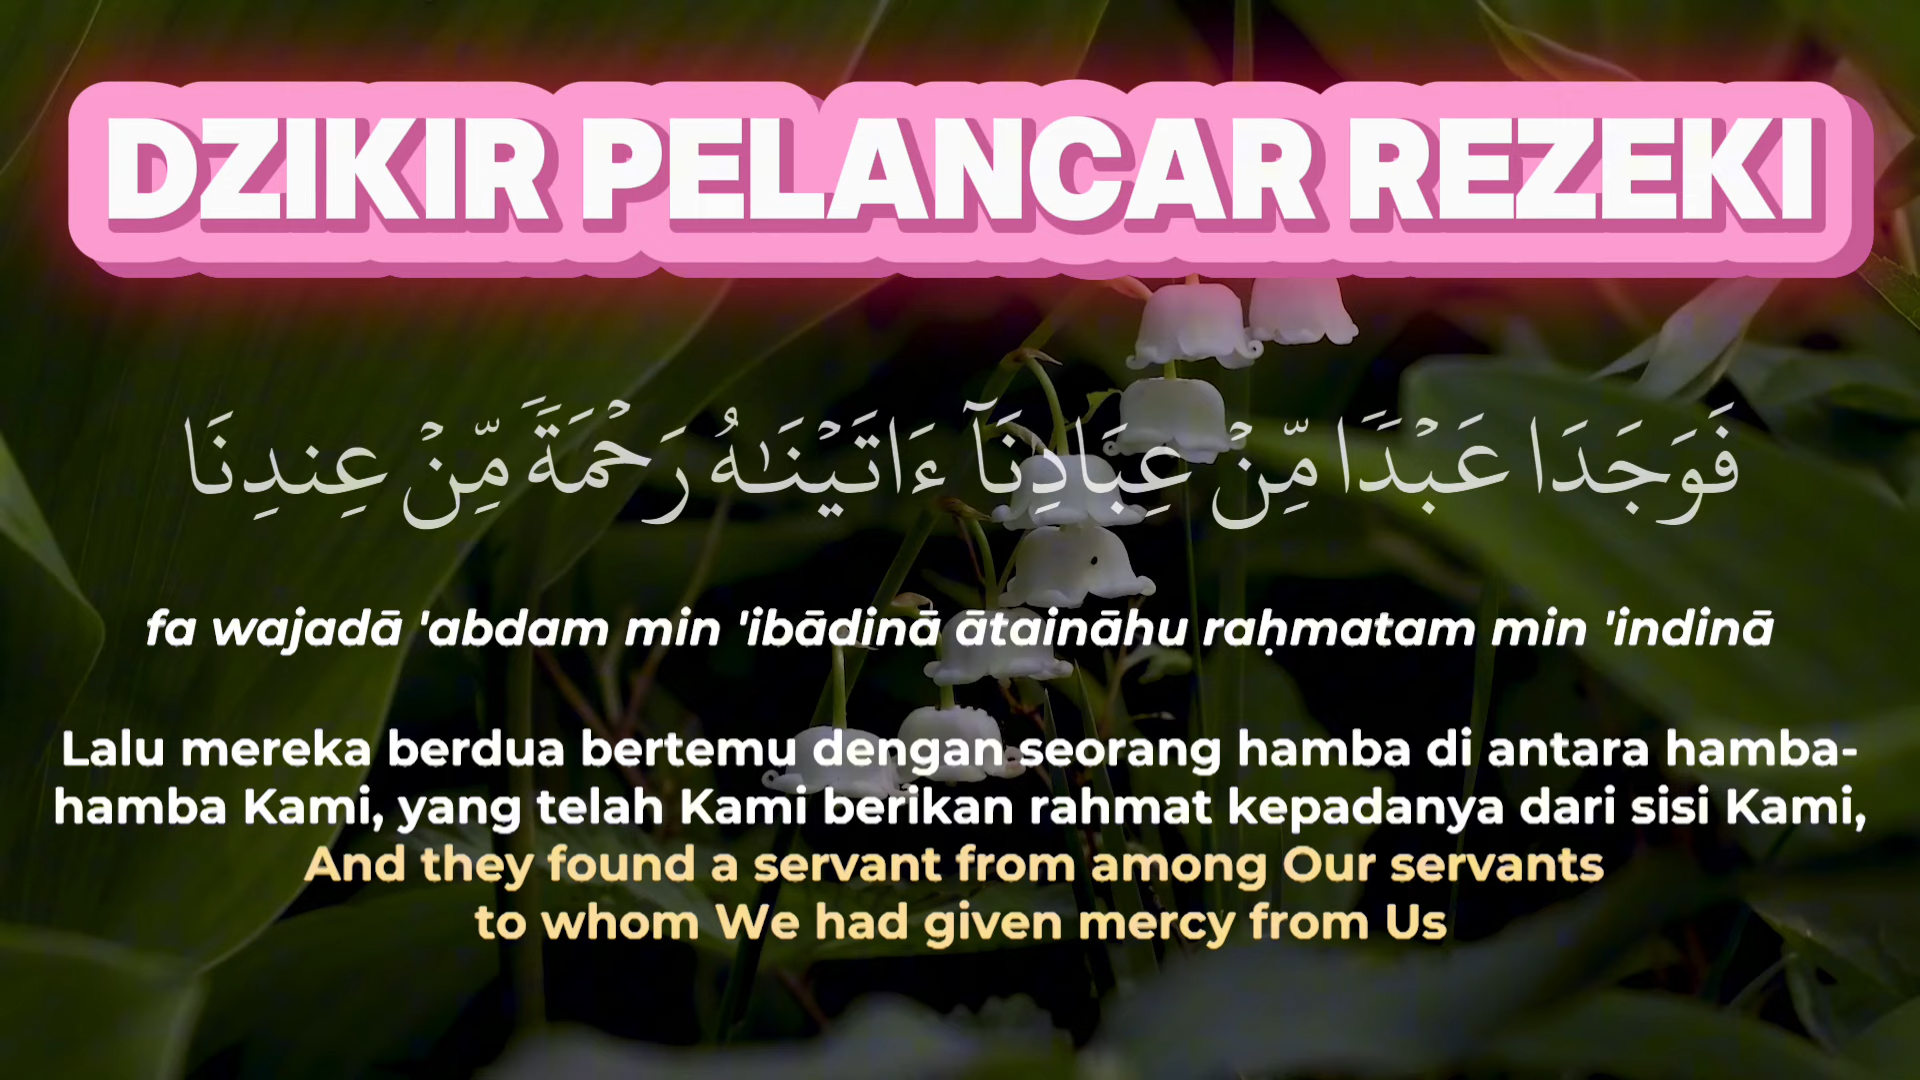 DZIKIR PELANCAR REZEKI
فَوَجَدَا عَبْدًا مِّنْ عِبَادِنَآ ءَاتَيْنَٰهُ رَحْمَةً مِّنْ عِندِنَا
fa wajadā 'abdam min 'ibādinā ātaināhu raḥmatam min 'indinā
Lalu mereka berdua bertemu dengan seorang hamba di antara hamba-
hamba Kami, yang telah Kami berikan rahmat kepadanya dari sisi Kami,
And they found a servant from among Our servants
to whom We had given mercy from Us